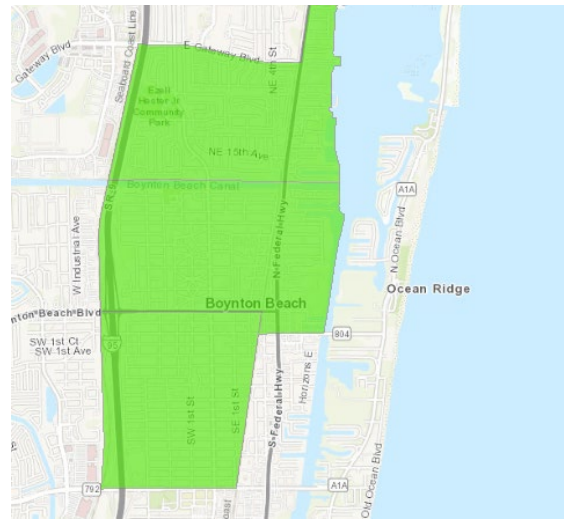 E Gateway Blvd
Gateway Blvd
Seaboard Coast Line
NE 4th St
Ezell
Hester Jr
Community
Park
NE 15th Ave
Boynton Beach Canal
A1A
W Industrial Ave
N Federal Hwy
N Ocean Blvd
Ocean Ridge
Boynton Beach
nton Beach Blvd
804
SW 1st Ct
SW 1st Ave
95
Horizons E
SW 1st St
SE 1st St
S Federal Hwy
792
A1A
Old Ocean Blvd
oast